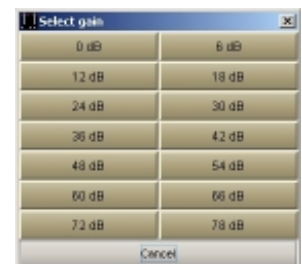 Select gain
0 dB 6 dB
12 dB 18 dB
24 dB 30 dB
36 dB 42 dB
48 dB 54 dB
60 dB 66 dB
72 dB 78 dB
Cancel